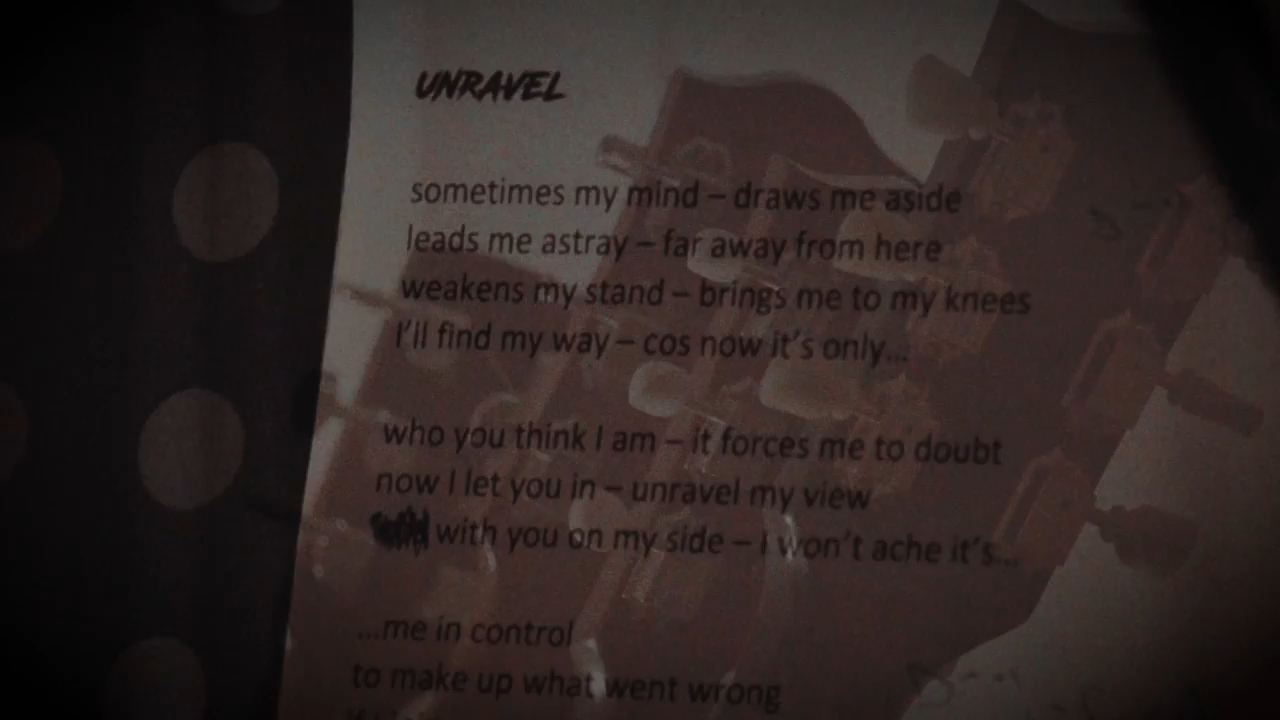 UNRAVEL
sometimes my mind – draws me aside
leads me astray – far away from here
weakens my stand – brings me to my knees
I'll find my way – cos now it's only...
who you think I am – it forces me to doubt
now I let you in – unravel my view
with you on my side – I won't ache it's...
...me in control
to make up what went wrong